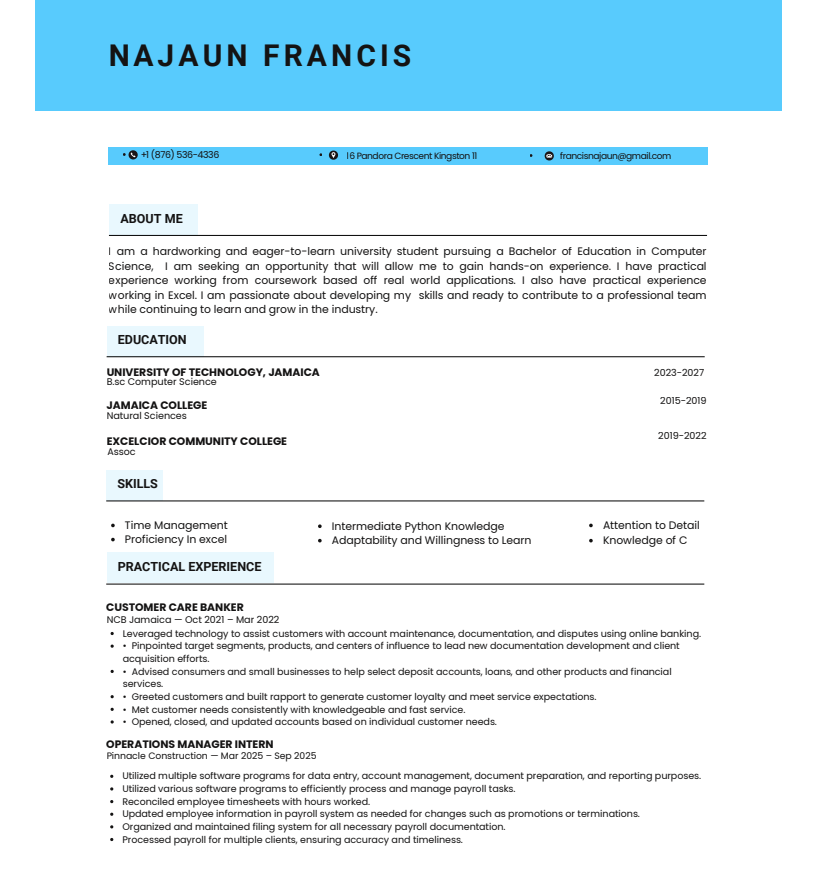 NAJAUN FRANCIS
• +1 (876) 536-4336 • 16 Pandora Crescent Kingston 11 • francisnajaun@gmail.com
ABOUT ME
I am a hardworking and eager-to-learn university student pursuing a Bachelor of Education in Computer
Science, I am seeking an opportunity that will allow me to gain hands-on experience. I have practical
experience working from coursework based off real world applications. I also have practical experience
working in Excel. I am passionate about developing my skills and ready to contribute to a professional team
while continuing to learn and grow in the industry.
EDUCATION
UNIVERSITY OF TECHNOLOGY, JAMAICA 2023-2027
B.sc Computer Science
JAMAICA COLLEGE 2015-2019
Natural Sciences
EXCELCIOR COMMUNITY COLLEGE 2019-2022
Assoc
SKILLS
• Time Management • Intermediate Python Knowledge • Attention to Detail
• Proficiency In excel • Adaptability and Willingness to Learn • Knowledge of C
PRACTICAL EXPERIENCE
CUSTOMER CARE BANKER
NCB Jamaica — Oct 2021 – Mar 2022
• Leveraged technology to assist customers with account maintenance, documentation, and disputes using online banking.
• • Pinpointed target segments, products, and centers of influence to lead new documentation development and client
acquisition efforts.
• • Advised consumers and small businesses to help select deposit accounts, loans, and other products and financial
services.
• • Greeted customers and built rapport to generate customer loyalty and meet service expectations.
• • Met customer needs consistently with knowledgeable and fast service.
• • Opened, closed, and updated accounts based on individual customer needs.
OPERATIONS MANAGER INTERN
Pinnacle Construction — Mar 2025 – Sep 2025
• Utilized multiple software programs for data entry, account management, document preparation, and reporting purposes.
• Utilized various software programs to efficiently process and manage payroll tasks.
• Reconciled employee timesheets with hours worked.
• Updated employee information in payroll system as needed for changes such as promotions or terminations.
• Organized and maintained filing system for all necessary payroll documentation.
• Processed payroll for multiple clients, ensuring accuracy and timeliness.